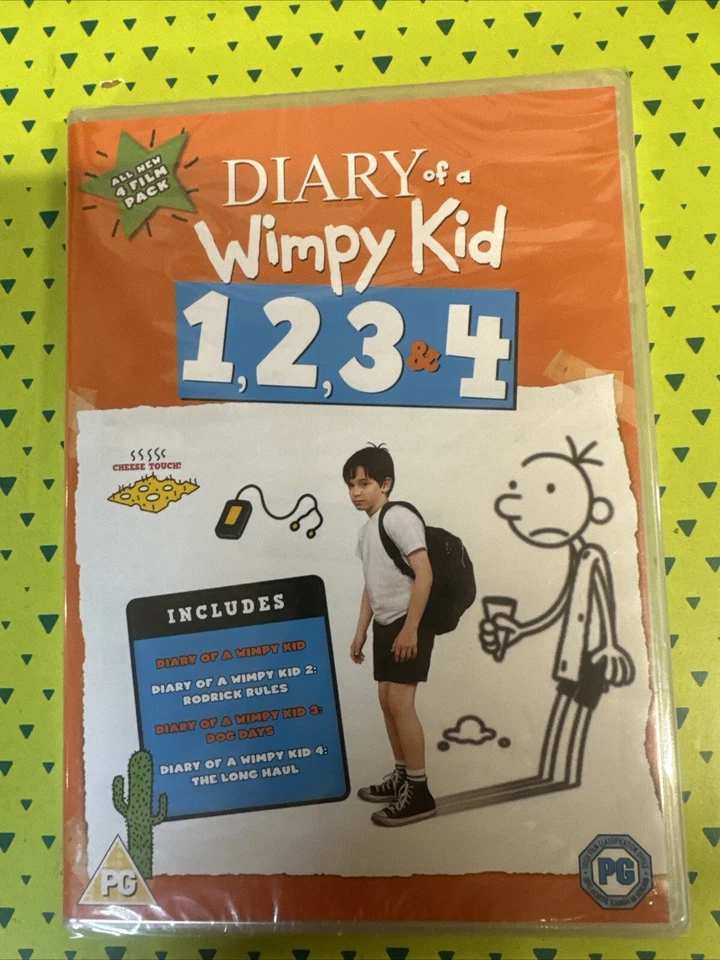 ALL NEW
4 FILM
PACK
DIARY of a
Wimpy Kid
1, 2, 3 & 4
CHEESE TOUCH!
INCLUDES
DIARY OF A WIMPY KID
DIARY OF A WIMPY KID 2:
RODRICK RULES
DIARY OF A WIMPY KID 3:
DOG DAYS
DIARY OF A WIMPY KID 4:
THE LONG HAUL
PG
PG